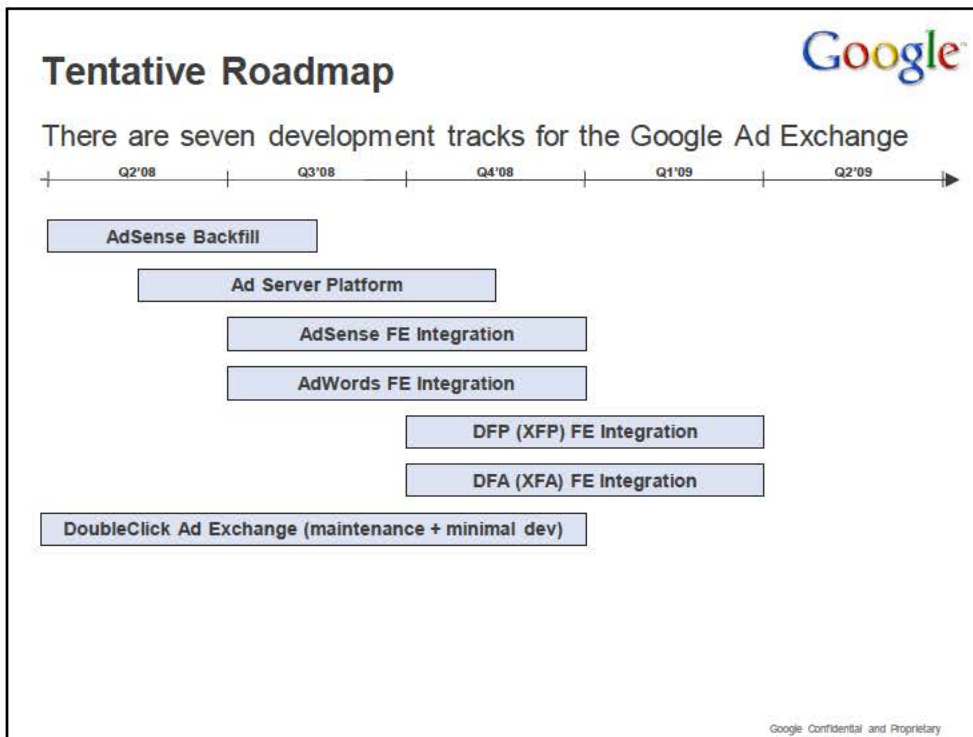 Google™
Tentative Roadmap
There are seven development tracks for the Google Ad Exchange
Q2'08 Q3'08 Q4'08 Q1'09 Q2'09
AdSense Backfill
Ad Server Platform
AdSense FE Integration
AdWords FE Integration
DFP (XFP) FE Integration
DFA (XFA) FE Integration
DoubleClick Ad Exchange (maintenance + minimal dev)
Google Confidential and Proprietary